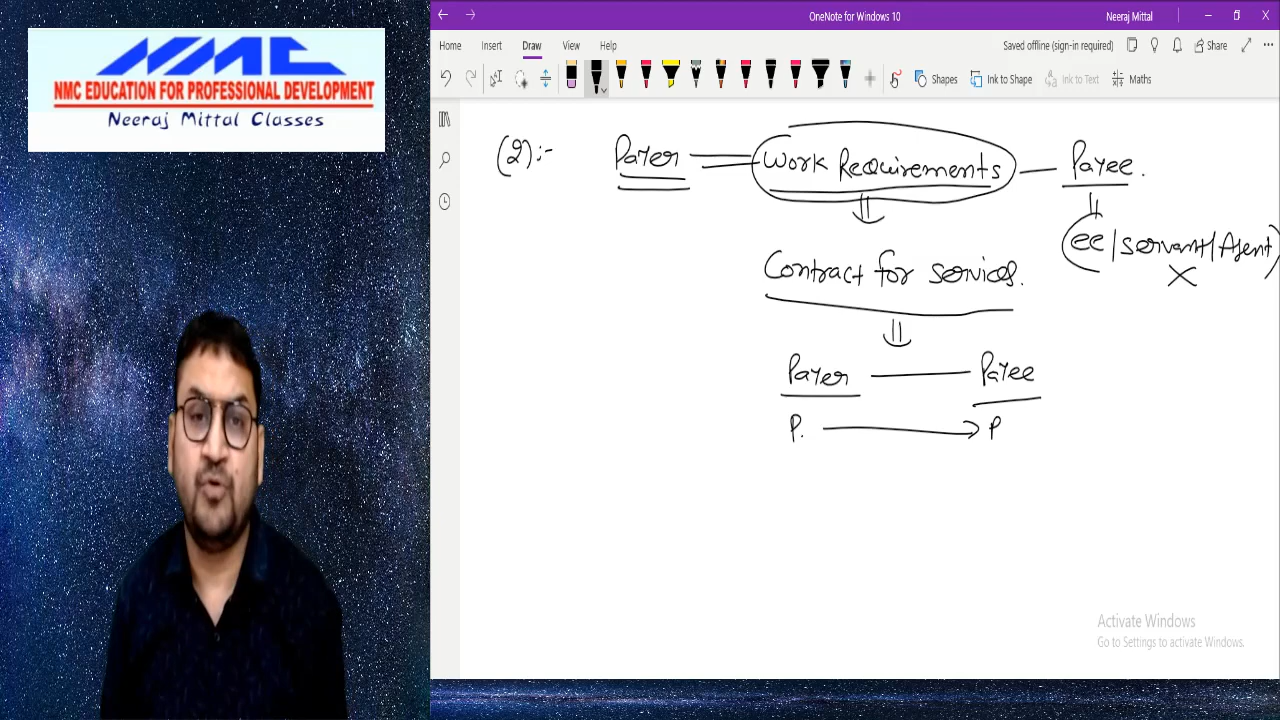 NMC
NMC EDUCATION FOR PROFESSIONAL DEVELOPMENT
Neeraj Mittal Classes
OneNote for Windows 10
Neeraj Mittal
Home Insert Draw View Help
Saved offline (sign-in required)
Share
Shapes Ink to Shape Ink to Text Maths
(2):- Payer Work Requirements Payee.
ee/servant/Agent
X
Contract for services.
Payer Payee
P. P
Activate Windows
Go to Settings to activate Windows.